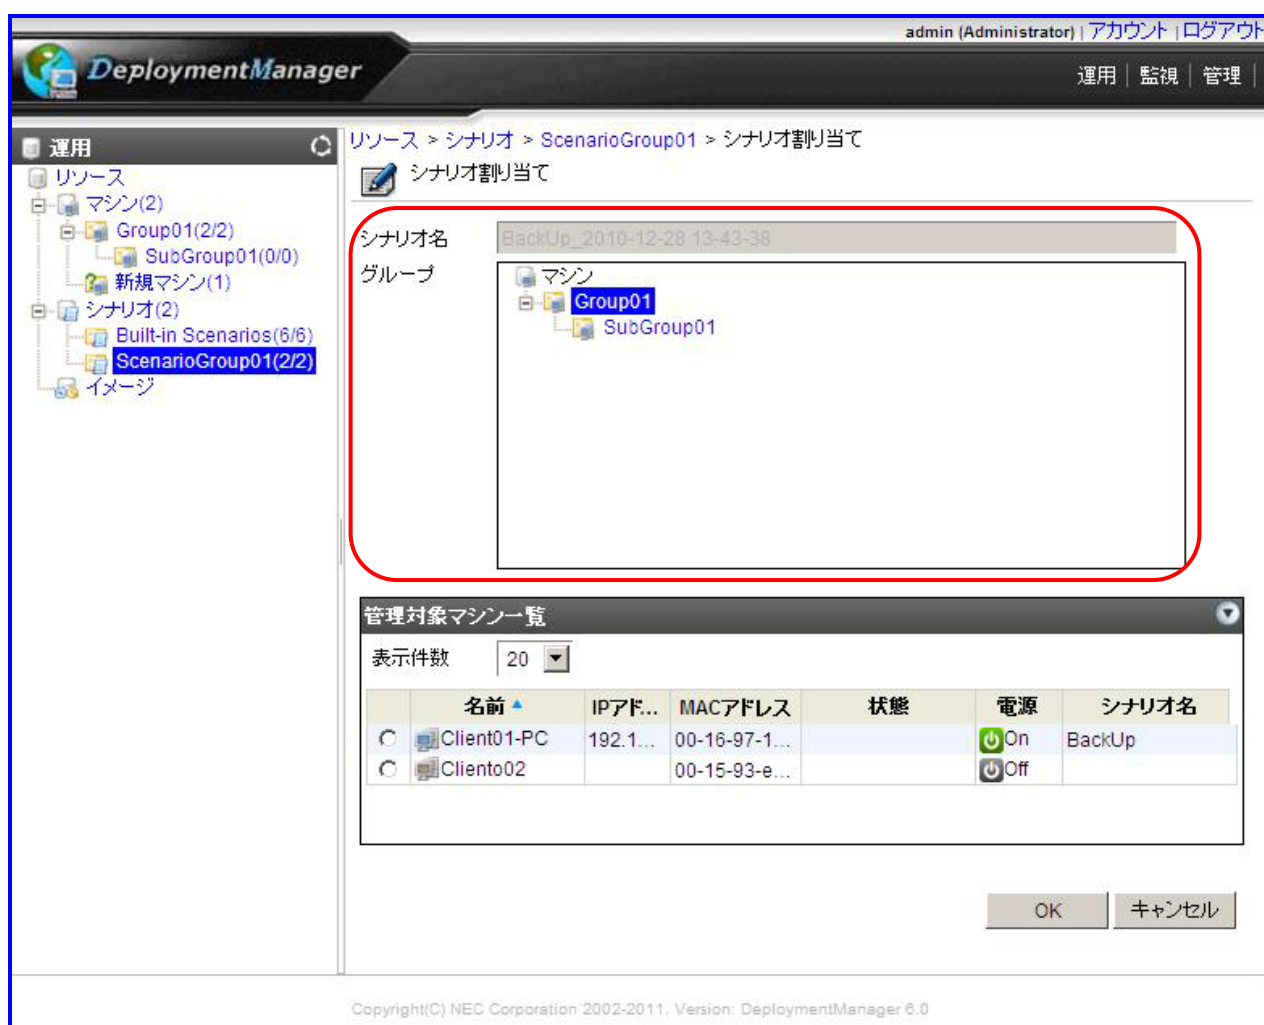 admin (Administrator) | アカウント | ログアウト
DeploymentManager
運用 | 監視 | 管理 |
運用
リソース
マシン(2)
Group01(2/2)
SubGroup01(0/0)
新規マシン(1)
シナリオ(2)
Built-in Scenarios(6/6)
ScenarioGroup01(2/2)
イメージ
リソース > シナリオ > ScenarioGroup01 > シナリオ割り当て
シナリオ割り当て
シナリオ名 BackUp_2010-12-28 13-43-38
グループ
マシン
Group01
SubGroup01
管理対象マシン一覧
表示件数 20
名前 IPアド... MACアドレス 状態 電源 シナリオ名
Client01-PC 192.1... 00-16-97-1... On BackUp
Cliento02 00-15-93-e... Off
OK キャンセル
Copyright(C) NEC Corporation 2002-2011. Version: DeploymentManager 6.0